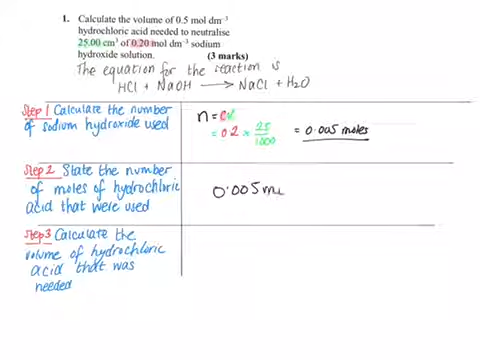 1. Calculate the volume of 0.5 mol dm⁻³
hydrochloric acid needed to neutralise
25.00 cm³ of 0.20 mol dm⁻³ sodium
hydroxide solution. (3 marks)
The equation for the reaction is
HCl + NaOH → NaCl + H₂O
Step 1 Calculate the number
of sodium hydroxide used
n = cv
= 0.2 × 25/1000 = 0.005 moles
Step 2 State the number
of moles of hydrochloric
acid that were used
0.005 m
Step 3 Calculate the
volume of hydrochloric
acid that was
needed